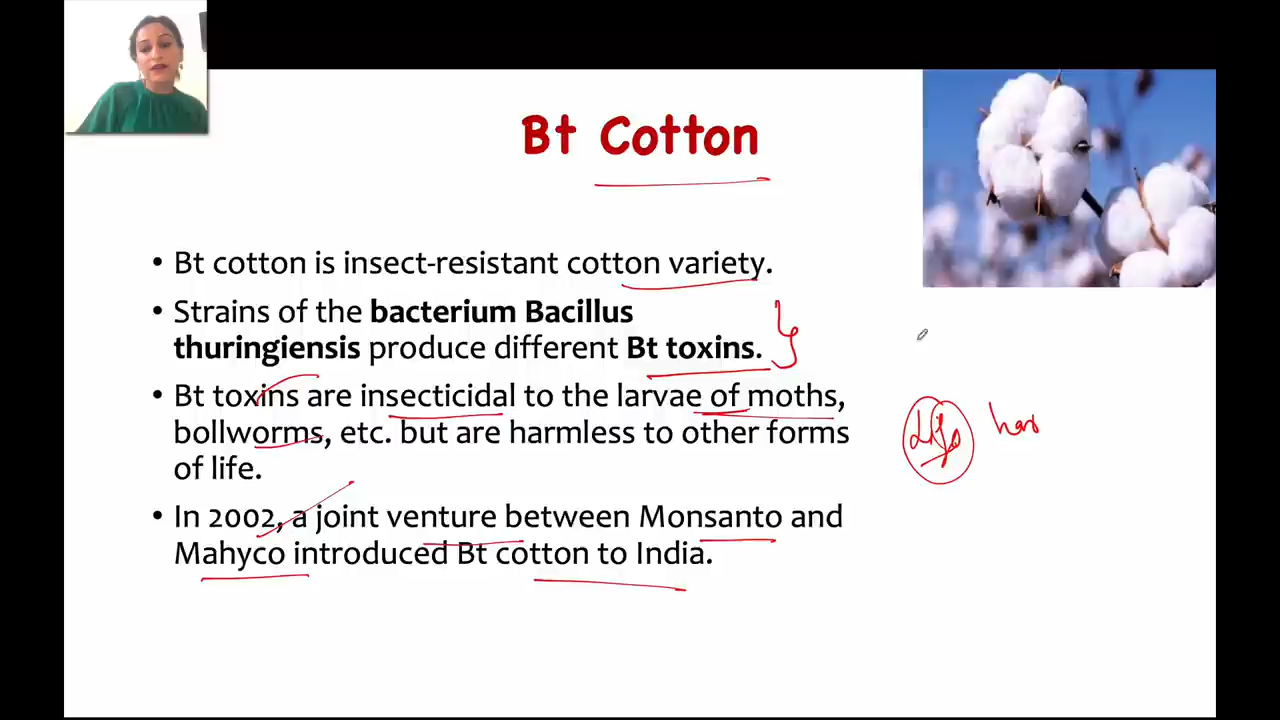 Bt Cotton
• Bt cotton is insect-resistant cotton variety.
• Strains of the bacterium Bacillus
thuringiensis produce different Bt toxins.
• Bt toxins are insecticidal to the larvae of moths,
bollworms, etc. but are harmless to other forms
of life.
• In 2002, a joint venture between Monsanto and
Mahyco introduced Bt cotton to India.